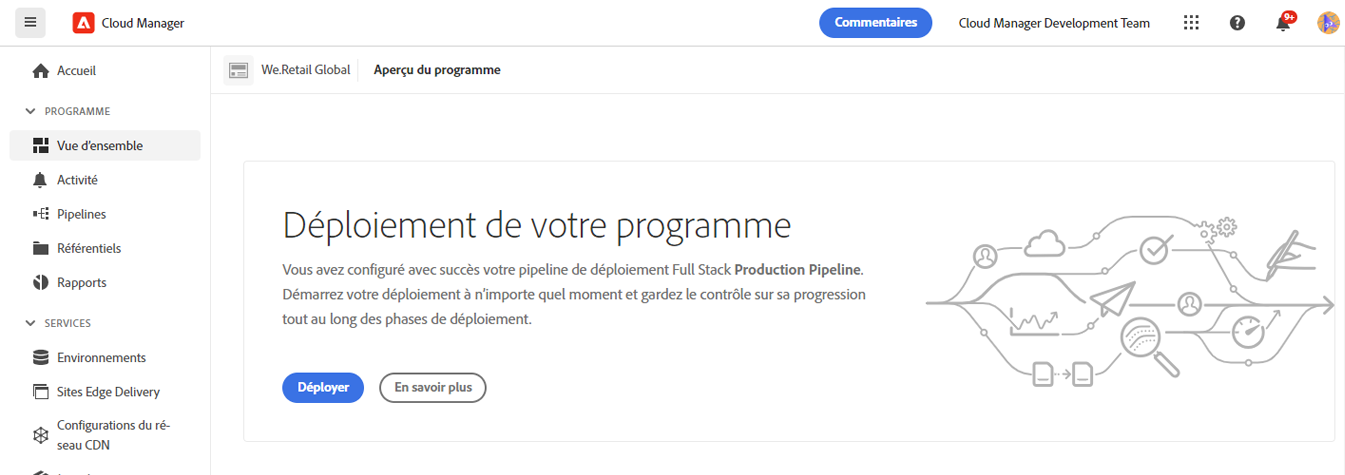 Cloud Manager
Commentaires
Cloud Manager Development Team
9+
Accueil
We.Retail Global
Aperçu du programme
PROGRAMME
Vue d'ensemble
Activité
Pipelines
Référentiels
Rapports
SERVICES
Environnements
Sites Edge Delivery
Configurations du ré-
seau CDN
Déploiement de votre programme
Vous avez configuré avec succès votre pipeline de déploiement Full Stack Production Pipeline.
Démarrez votre déploiement à n'importe quel moment et gardez le contrôle sur sa progression
tout au long des phases de déploiement.
Déployer
En savoir plus